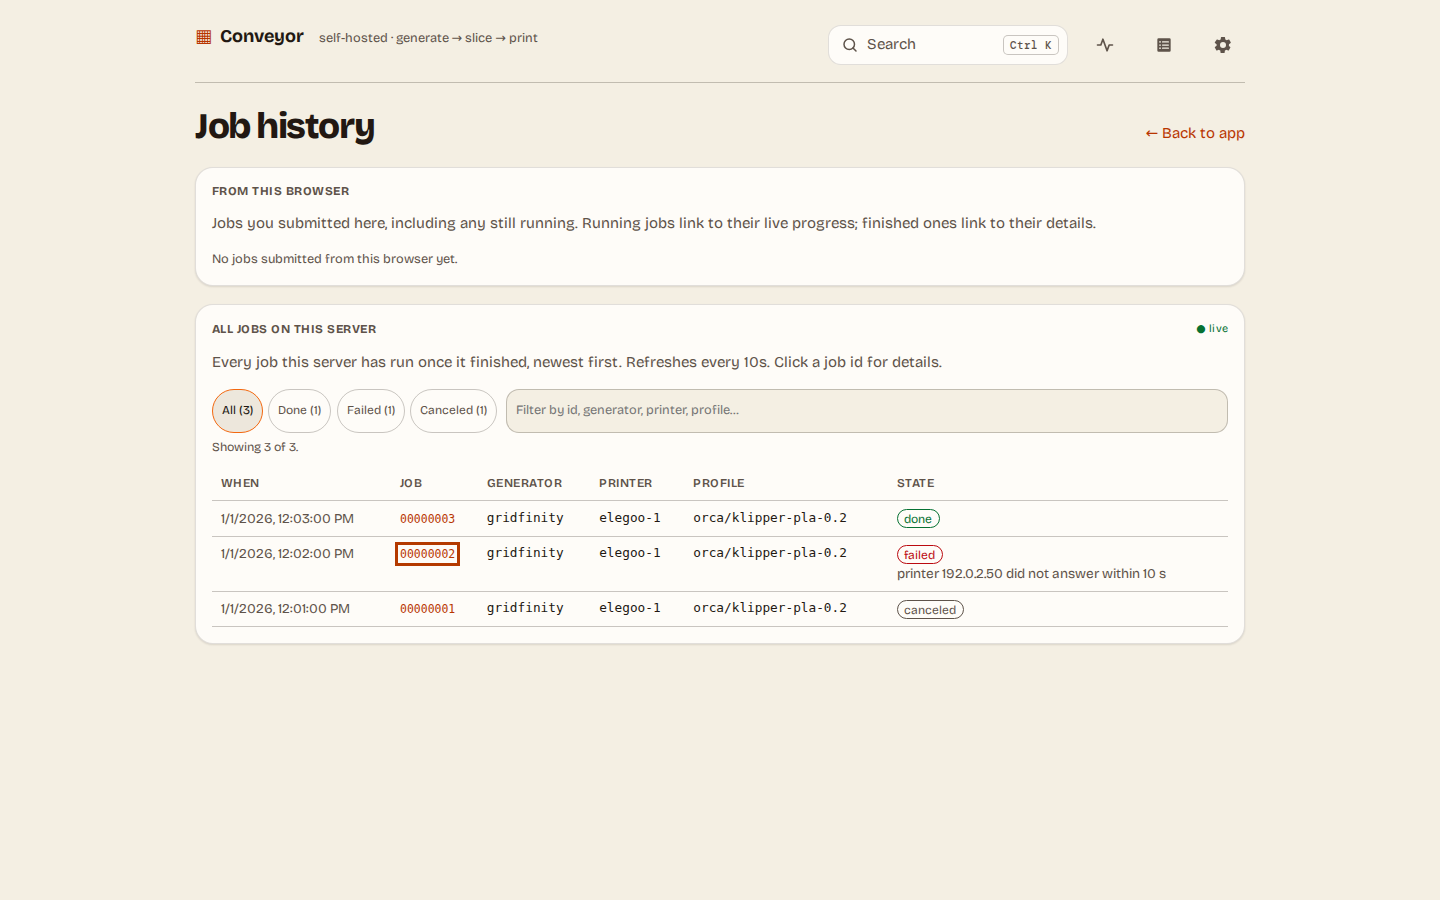 Conveyor self-hosted · generate → slice → print
Search Ctrl K
Job history
← Back to app
FROM THIS BROWSER
Jobs you submitted here, including any still running. Running jobs link to their live progress; finished ones link to their details.
No jobs submitted from this browser yet.
ALL JOBS ON THIS SERVER
● live
Every job this server has run once it finished, newest first. Refreshes every 10s. Click a job id for details.
All (3) Done (1) Failed (1) Canceled (1) Filter by id, generator, printer, profile...
Showing 3 of 3.
WHEN JOB GENERATOR PRINTER PROFILE STATE
1/1/2026, 12:03:00 PM 00000003 gridfinity elegoo-1 orca/klipper-pla-0.2 done
1/1/2026, 12:02:00 PM 00000002 gridfinity elegoo-1 orca/klipper-pla-0.2 failed
printer 192.0.2.50 did not answer within 10 s
1/1/2026, 12:01:00 PM 00000001 gridfinity elegoo-1 orca/klipper-pla-0.2 canceled